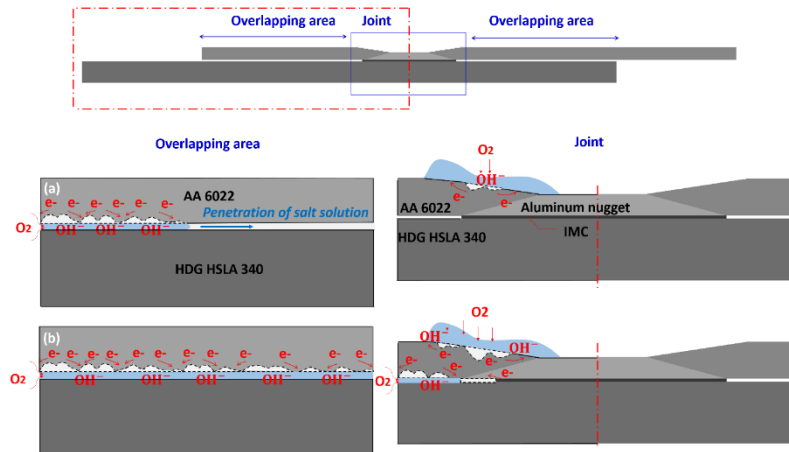 Overlapping area
Joint
Overlapping area
Overlapping area
Joint
(a)
AA 6022
e- e- e- e- e-
Penetration of salt solution
O2
OH⁻ OH⁻ OH⁻
HDG HSLA 340
O2
OH⁻
e- e-
AA 6022
Aluminum nugget
HDG HSLA 340
IMC
(b)
e- e- e- e- e- e- e- e- e- e-
O2
OH⁻ OH⁻ OH⁻ OH⁻ OH⁻ OH⁻
O2
OH⁻
OH⁻
e- e-
e-
O2
OH⁻
e-